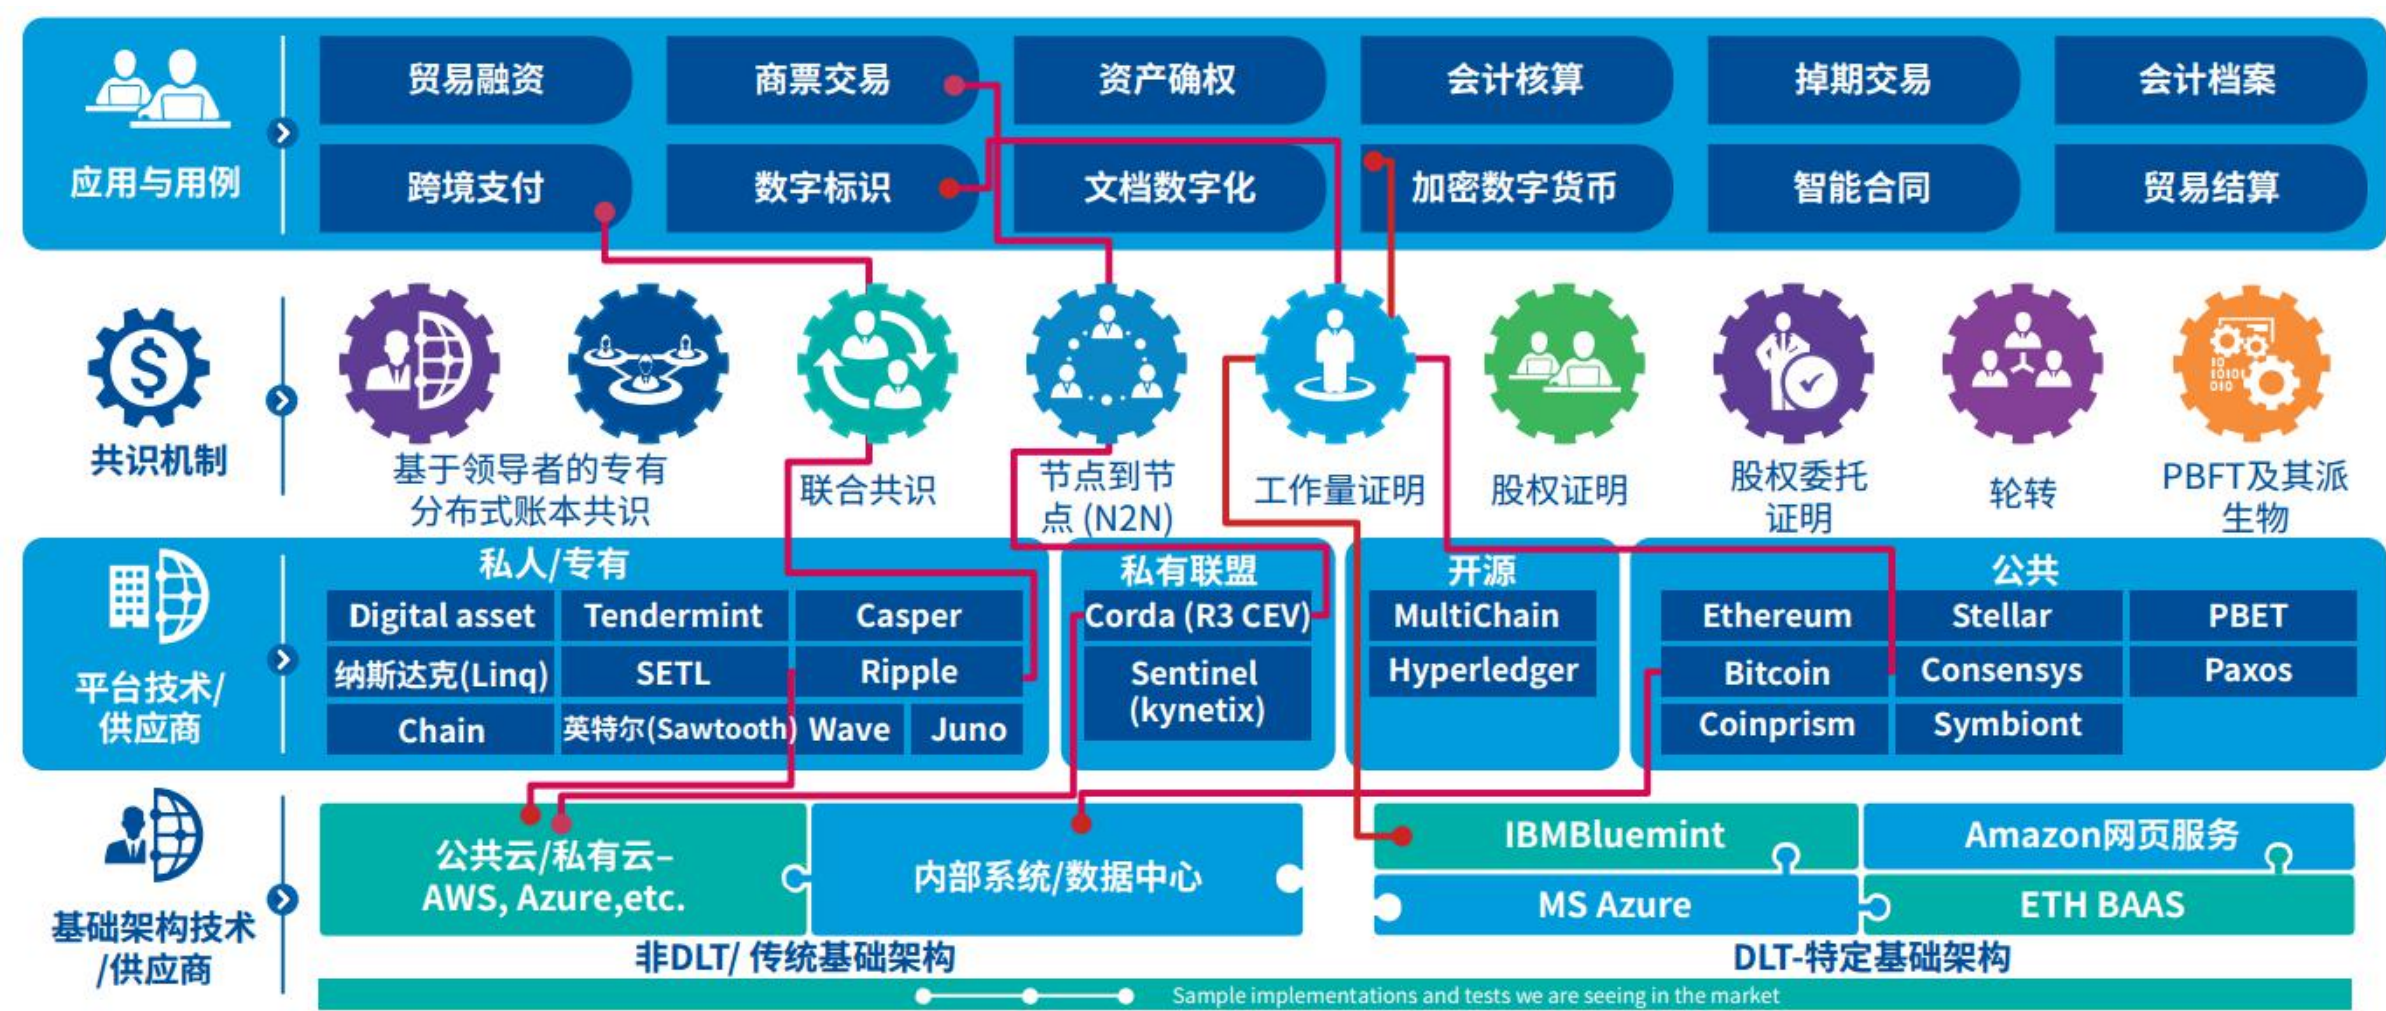 贸易融资
商票交易
资产确权
会计核算
掉期交易
会计档案
应用与用例
跨境支付
数字标识
文档数字化
加密数字货币
智能合同
贸易结算
共识机制
基于领导者的专有
分布式账本共识
联合共识
节点到节
点 (N2N)
工作量证明
股权证明
股权委托
证明
轮转
10
10101
010
PBFT及其派
生物
平台技术/
供应商
私人/专有
Digital asset
Tendermint
Casper
纳斯达克(Linq)
SETL
Ripple
Chain
英特尔(Sawtooth)
Wave
Juno
私有联盟
Corda (R3 CEV)
Sentinel
(kynetix)
开源
MultiChain
Hyperledger
公共
Ethereum
Stellar
PBET
Bitcoin
Consensys
Paxos
Coinprism
Symbiont
基础架构技术
/供应商
公共云/私有云–
AWS, Azure,etc.
内部系统/数据中心
非DLT/ 传统基础架构
IBMBluemint
Amazon网页服务
MS Azure
ETH BAAS
DLT-特定基础架构
Sample implementations and tests we are seeing in the market